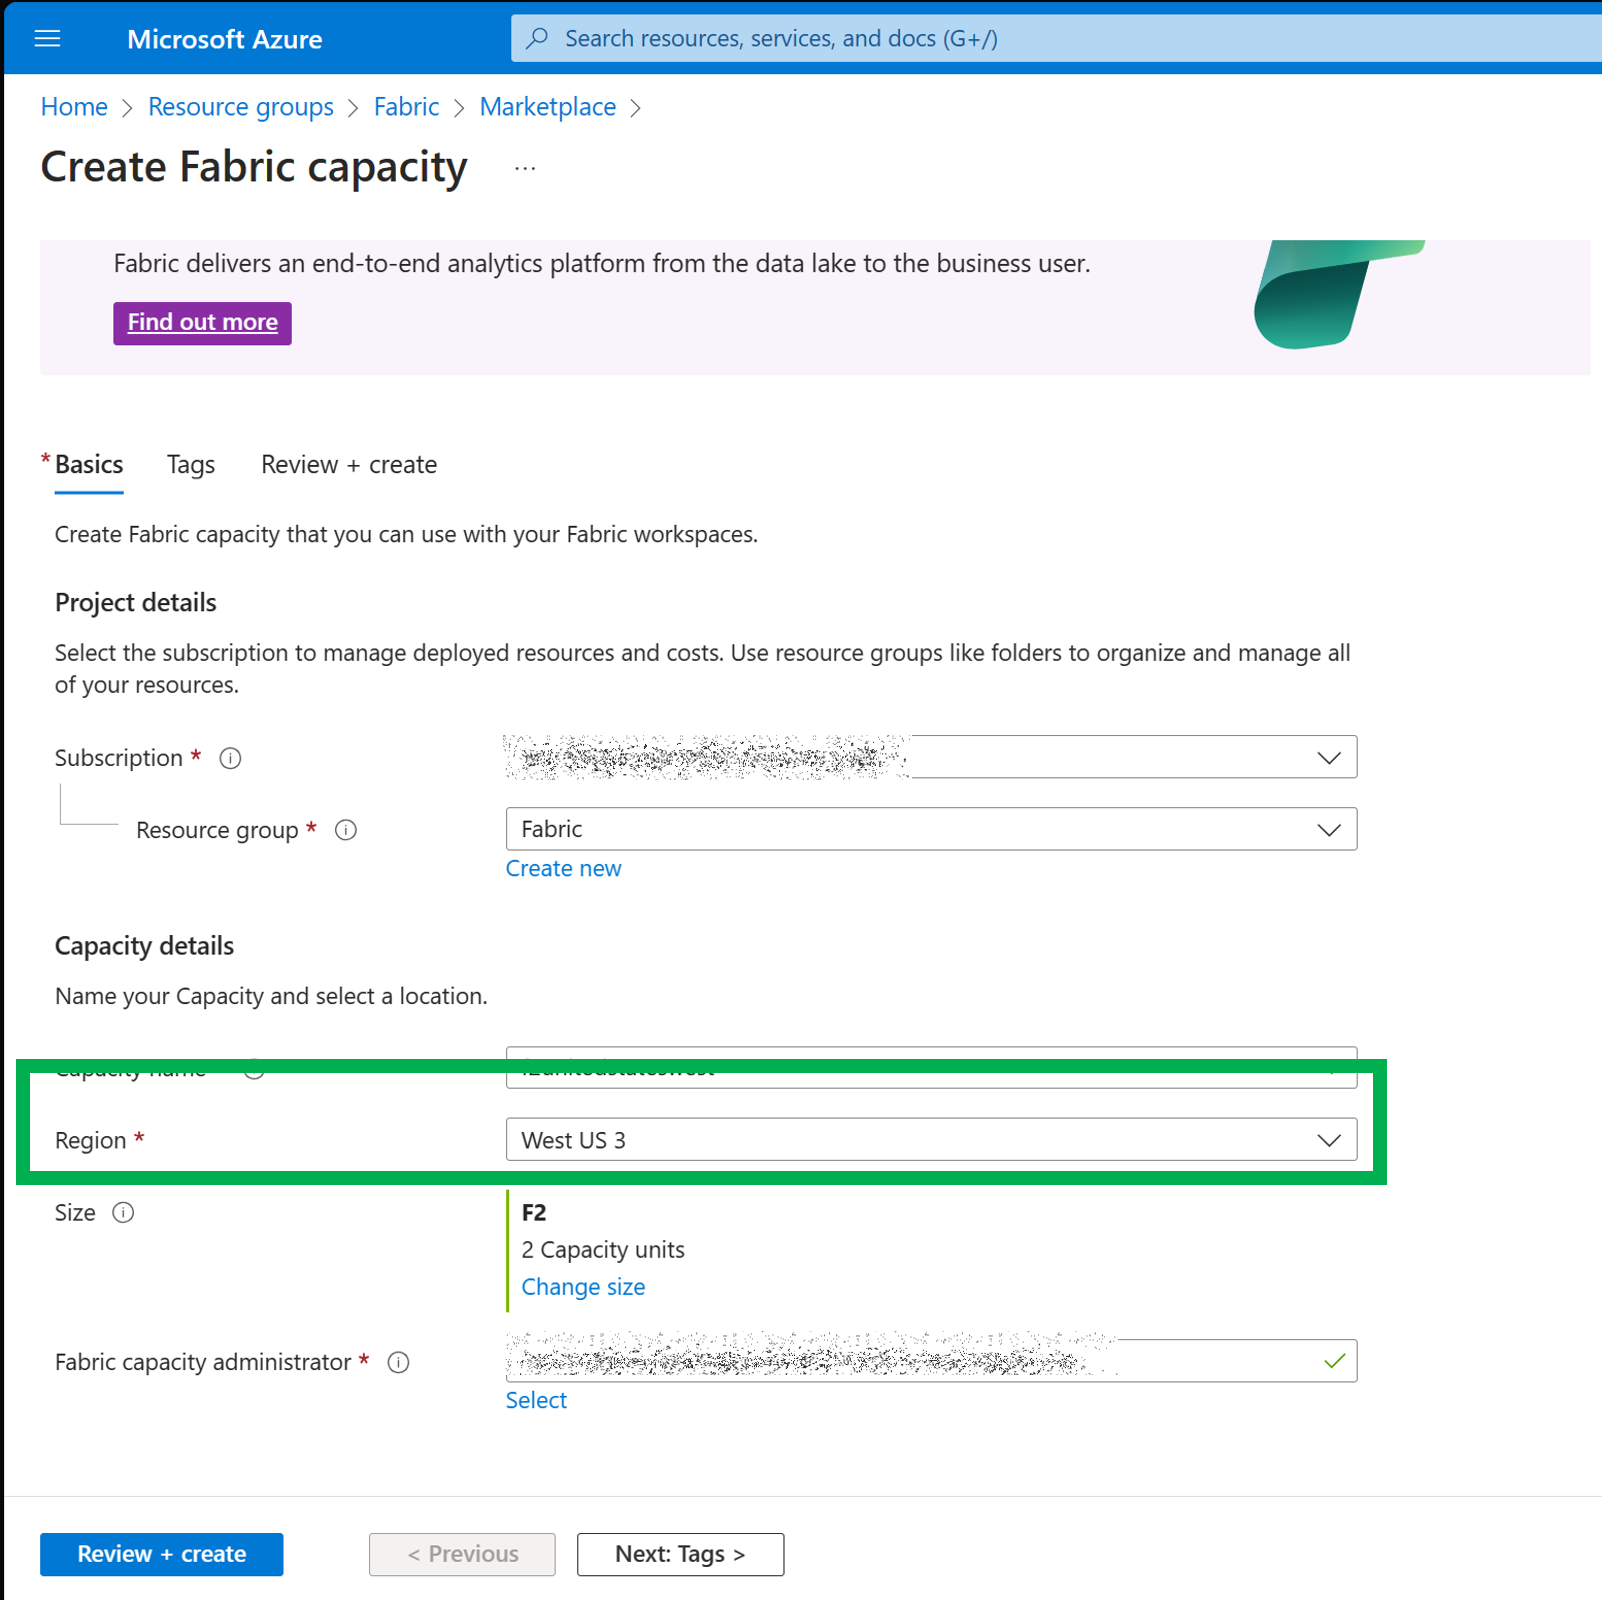 Microsoft Azure
Search resources, services, and docs (G+/)
Home > Resource groups > Fabric > Marketplace >
Create Fabric capacity ...
Fabric delivers an end-to-end analytics platform from the data lake to the business user.
Find out more
* Basics Tags Review + create
Create Fabric capacity that you can use with your Fabric workspaces.
Project details
Select the subscription to manage deployed resources and costs. Use resource groups like folders to organize and manage all
of your resources.
Subscription *
Resource group * Fabric
Create new
Capacity details
Name your Capacity and select a location.
Capacity name f2unitedstateswest
Region * West US 3
Size F2
2 Capacity units
Change size
Fabric capacity administrator *
Select
Review + create < Previous Next: Tags >